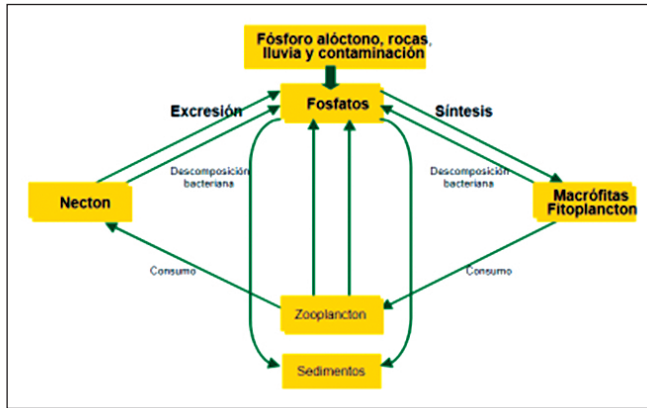 Fósforo alóctono, rocas,
lluvia y contaminación
Fosfatos
Excresión
Síntesis
Descomposición
bacteriana
Descomposición
bacteriana
Necton
Macrófitas
Fitoplancton
Consumo
Consumo
Zooplancton
Sedimentos